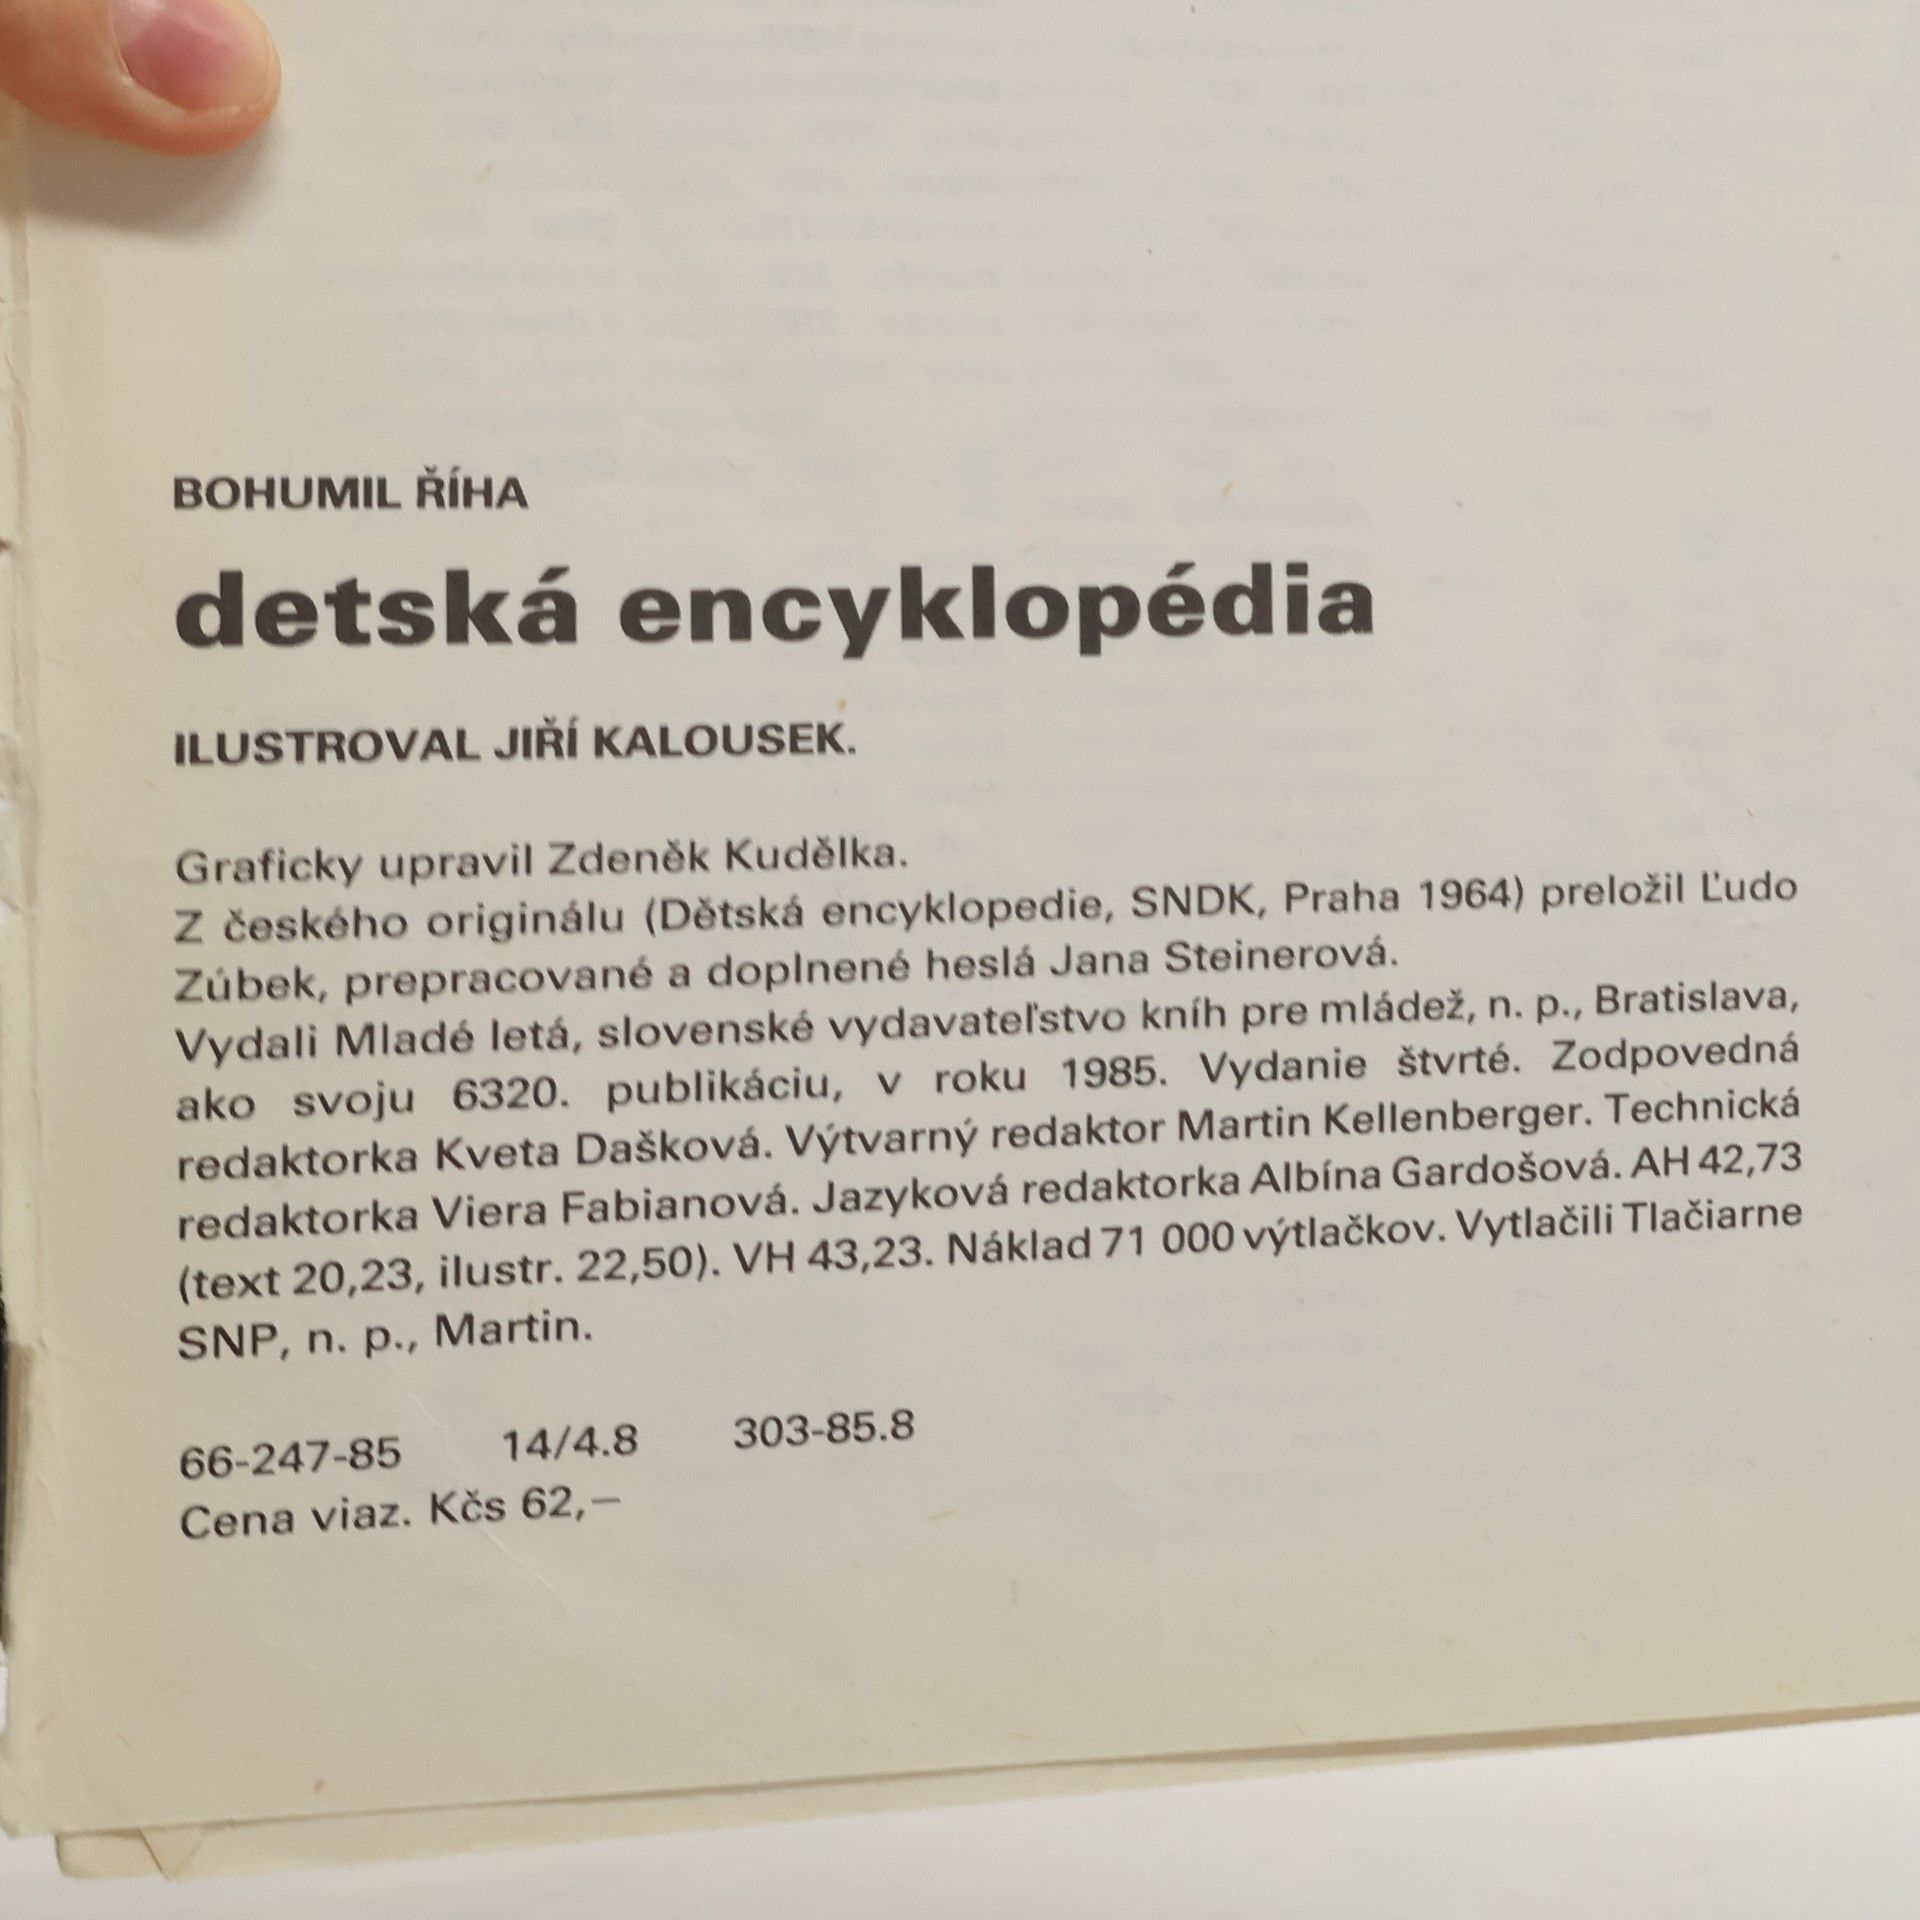 BOHUMIL ŘÍHA
detská encyklopédia
ILUSTROVAL JIŘÍ KALOUSEK.
Graficky upravil Zdeněk Kudělka.
Z českého originálu (Dětská encyklopedie, SNDK, Praha 1964) preložil Ľudo
Zúbek, prepracované a doplnené heslá Jana Steinerová.
Vydali Mladé letá, slovenské vydavateľstvo kníh pre mládež, n. p., Bratislava,
ako svoju 6320. publikáciu, v roku 1985. Vydanie štvrté. Zodpovedná
redaktorka Kveta Dašková. Výtvarný redaktor Martin Kellenberger. Technická
redaktorka Viera Fabianová. Jazyková redaktorka Albína Gardošová. AH 42,73
(text 20,23, ilustr. 22,50). VH 43,23. Náklad 71 000 výtlačkov. Vytlačili Tlačiarne
SNP, n. p., Martin.
66-247-85 14/4.8 303-85.8
Cena viaz. Kčs 62,—